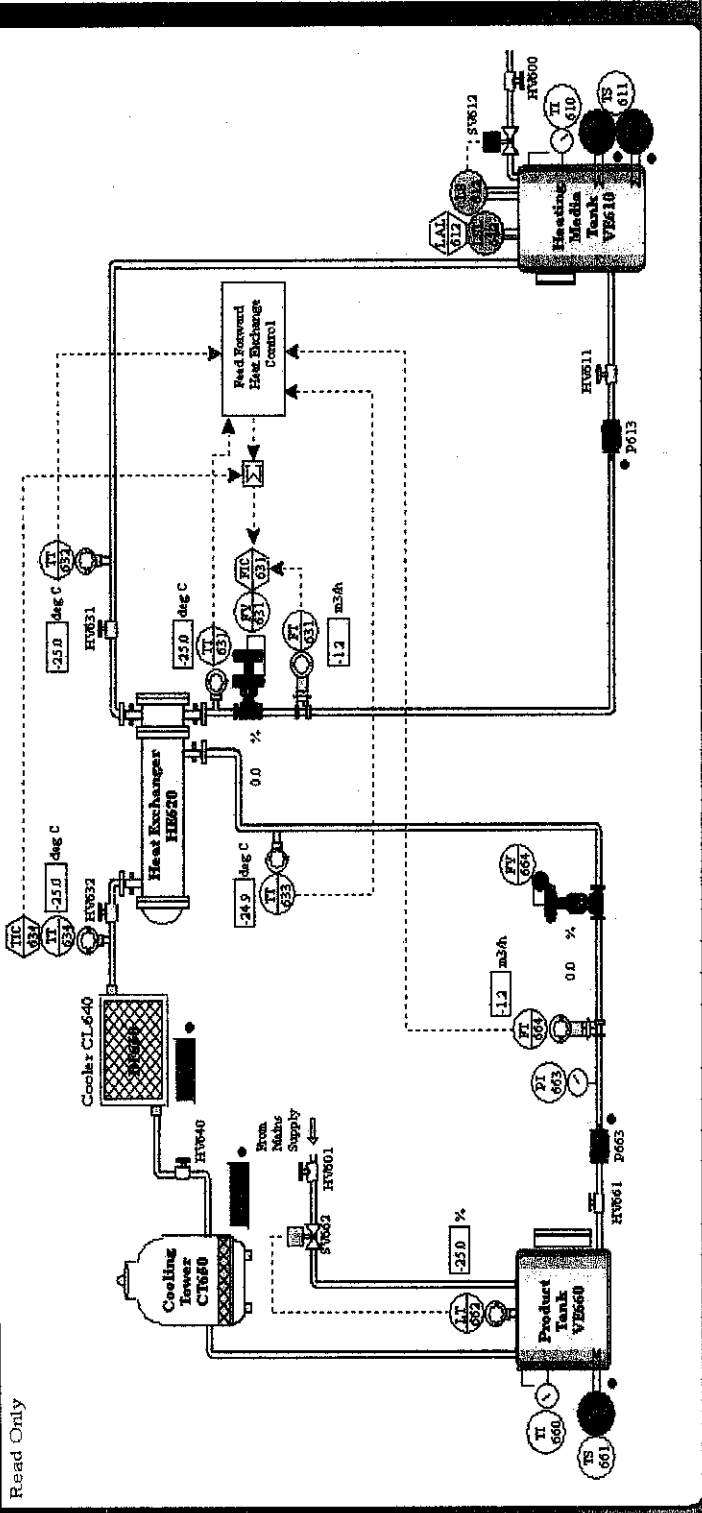 Read Only
Cooler CL640
TIC
634
TT
634
-25.0
deg C
HV632
Heat Exchanger
HE620
HV631
-25.0
deg C
TT
632
Cooling
Tower
CT650
HV640
From
Mains
Supply
HV601
SV662
LT
662
-25.0
%
Product
Tank
VE660
TI
660
TS
661
HV661
P663
PI
663
FT
664
-1.2
m3/h
0.0
%
FY
664
-24.9
deg C
TT
633
0.0
%
-25.0
deg C
TT
631
FY
631
FIC
631
FT
631
-1.2
m3/h
Σ
Feed Forward
Heat Exchange
Control
LAL
612
SV612
HV600
TI
610
TS
611
Heating
Media
Tank
VE610
HV611
P613